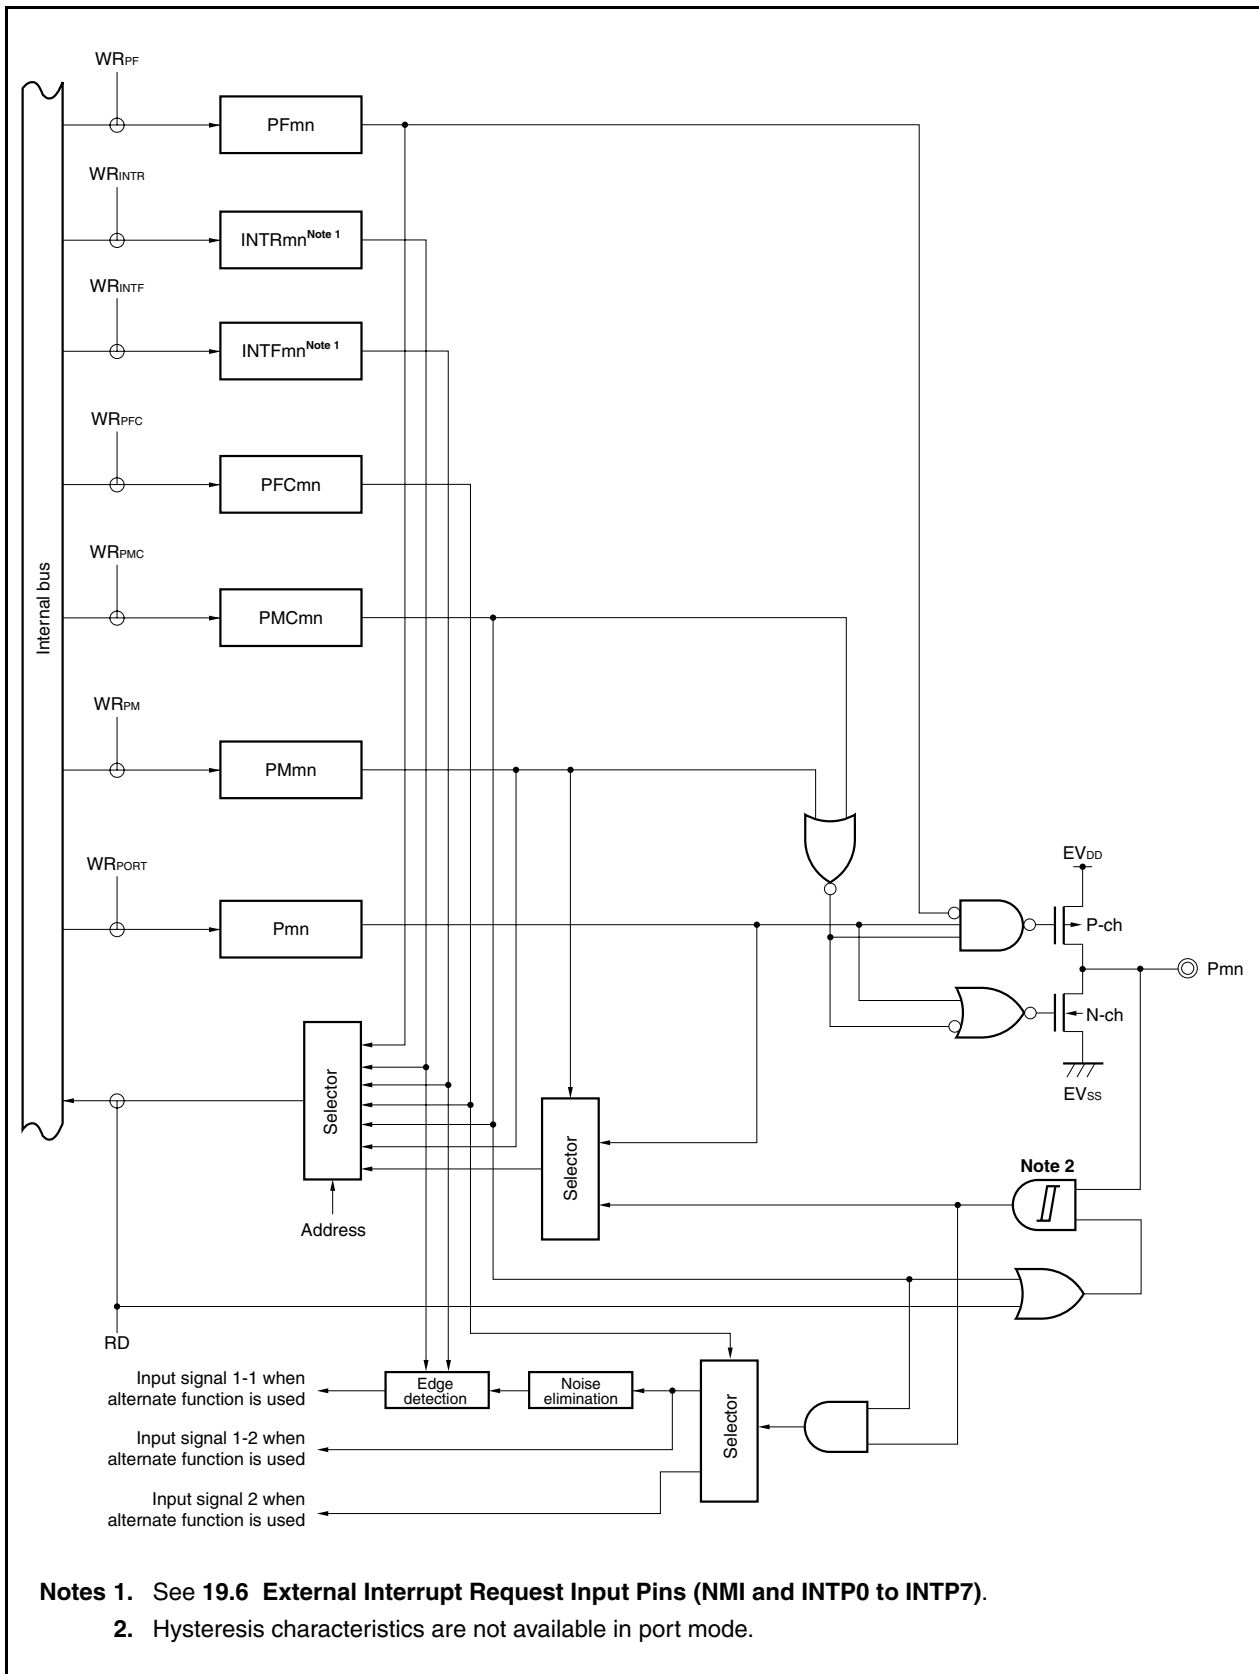 WRPF
PFmn
WRINTR
INTRmnNote 1
WRINTF
INTFmnNote 1
WRPFC
PFCmn
WRPMC
PMCmn
Internal bus
WRPM
PMmn
WRPORT
Pmn
EVDD
P-ch
Pmn
N-ch
EVSS
Selector
Selector
Note 2
Address
RD
Input signal 1-1 when
alternate function is used
Edge
detection
Noise
elimination
Selector
Input signal 1-2 when
alternate function is used
Input signal 2 when
alternate function is used
Notes 1. See 19.6 External Interrupt Request Input Pins (NMI and INTP0 to INTP7).
2. Hysteresis characteristics are not available in port mode.